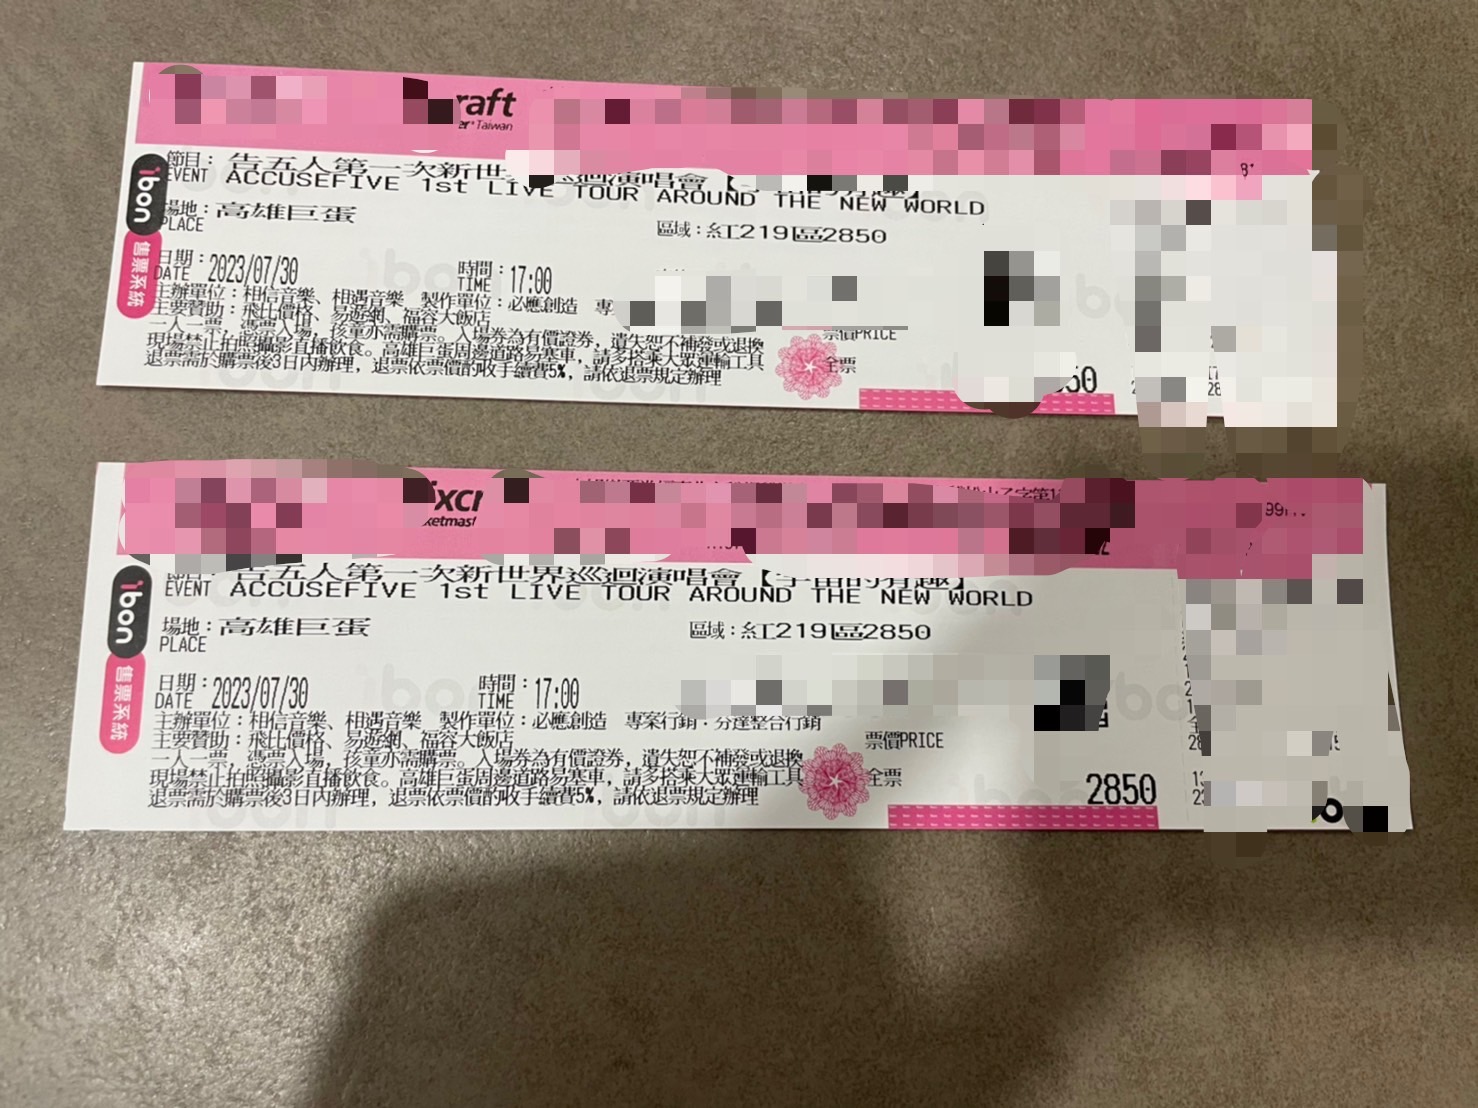 raft
er* Taiwan
節目：告五人第一次新世
EVENT ACCUSEFIVE 1st LIVE TOUR AROUND THE NEW WORLD
場地：高雄巨蛋
PLACE
區域：紅219區2850
日期：2023/07/30 時間：17:00
DATE TIME
主辦單位：相信音樂、相遇音樂 製作單位：必應創造
主要贊助：飛比價格、易遊網、福容大飯店
一人一票，憑票入場，孩童亦需購票。入場券為有價證券，遺失恕不補發或退換
現場禁止拍照攝影直播飲食。高雄巨蛋周邊道路易塞車，請多搭乘大眾運輸工具
退票需於購票後3日內辦理，退票依票價酌收手續費5%，請依退票規定辦理
票價PRICE
全票
50
ibon
售票系統
告五人第一次新世界巡迴演唱會【宇宙的有趣】
EVENT ACCUSEFIVE 1st LIVE TOUR AROUND THE NEW WORLD
場地：高雄巨蛋
PLACE
區域：紅219區2850
日期：2023/07/30 時間：17:00
DATE TIME
主辦單位：相信音樂、相遇音樂 製作單位：必應創造 專案行銷：分達整合行銷
主要贊助：飛比價格、易遊網、福容大飯店
一人一票，憑票入場，孩童亦需購票。入場券為有價證券，遺失恕不補發或退換
現場禁止拍照攝影直播飲食。高雄巨蛋周邊道路易塞車，請多搭乘大眾運輸工具
退票需於購票後3日內辦理，退票依票價酌收手續費5%，請依退票規定辦理
票價PRICE
全票
2850
ibon
售票系統